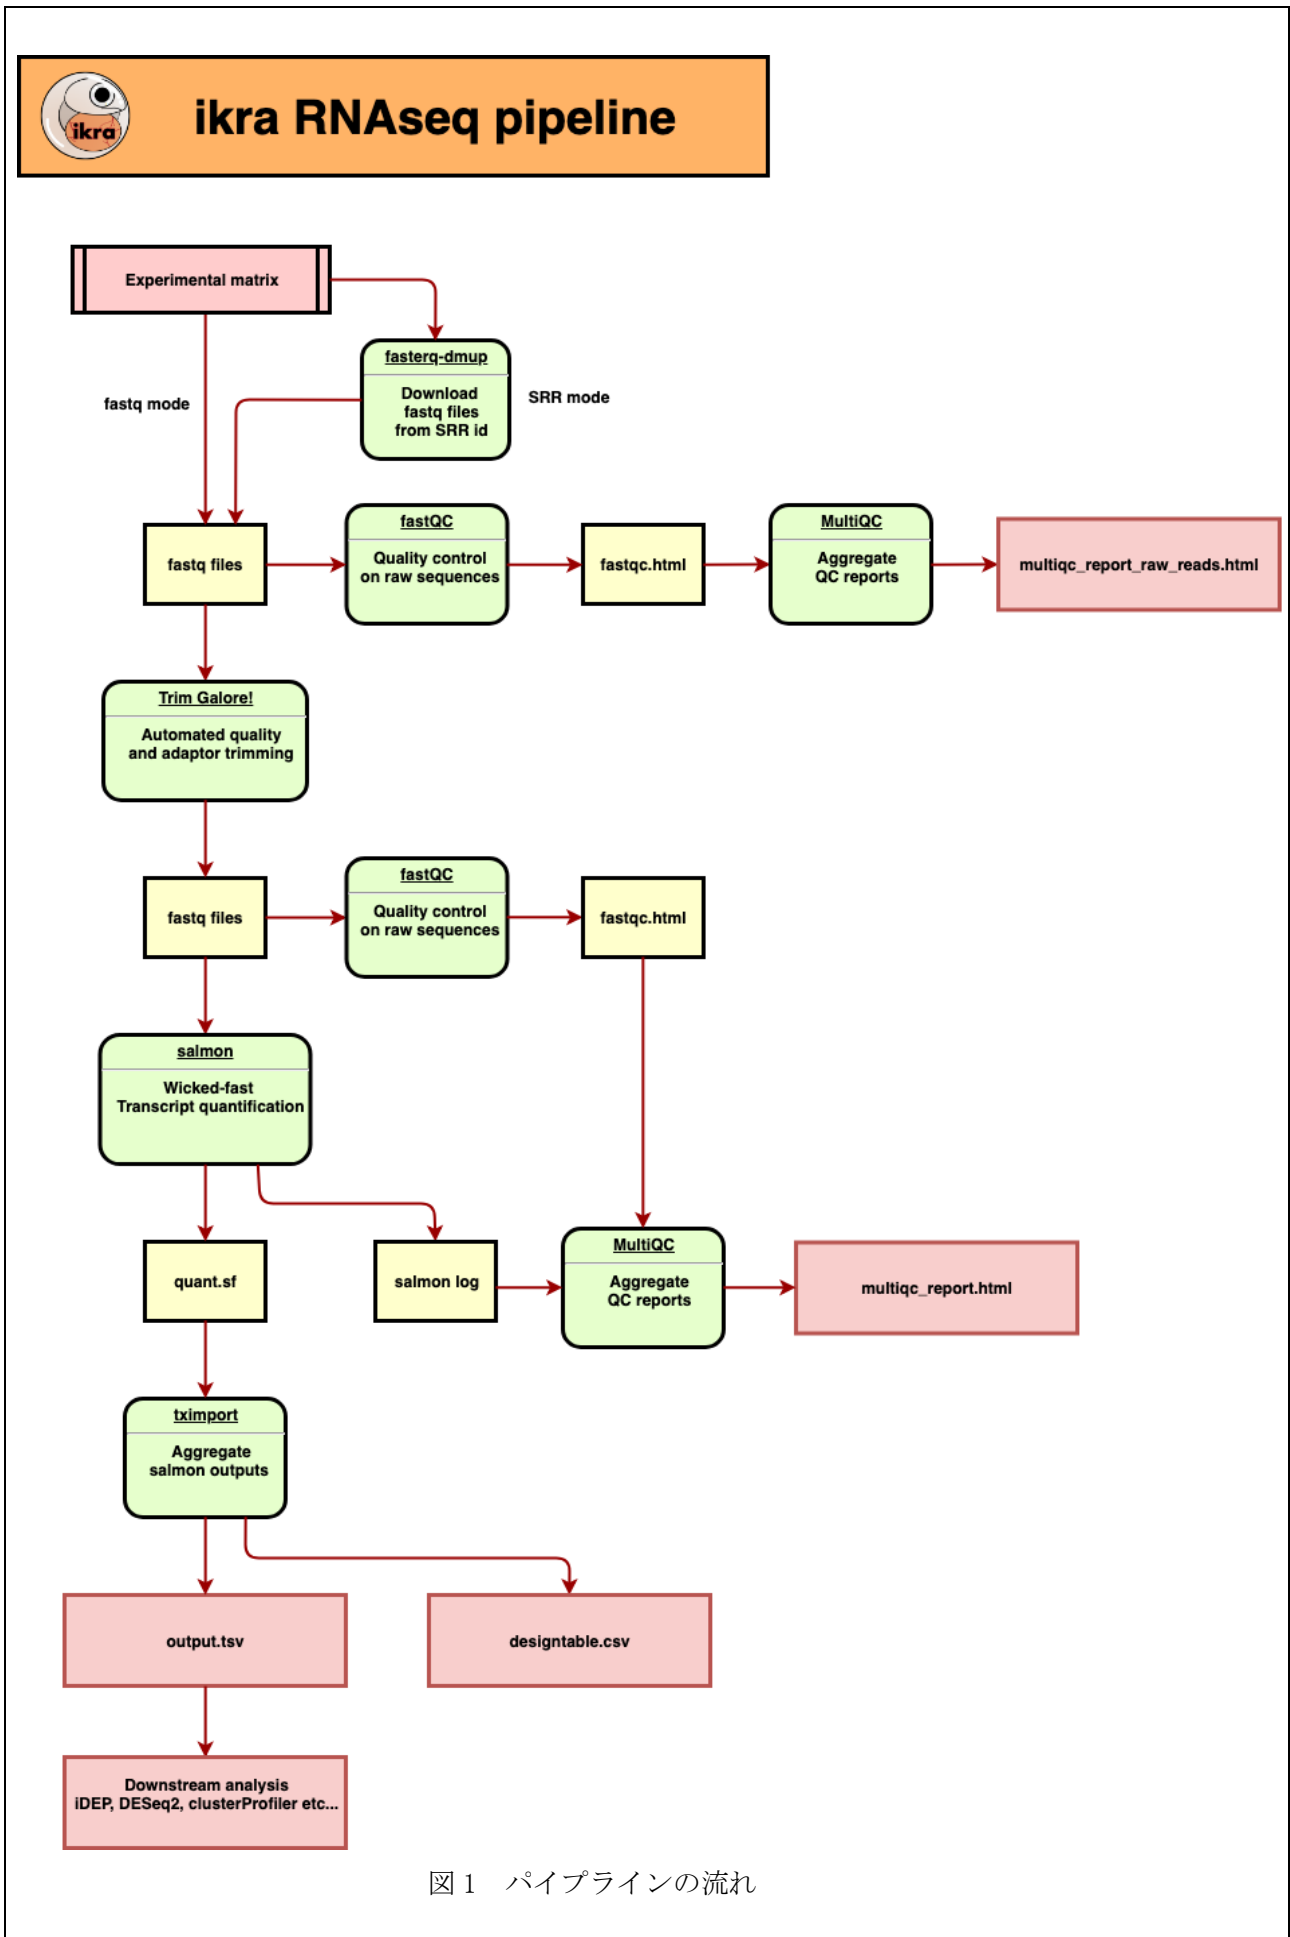 ikra
ikra RNAseq pipeline
Experimental matrix
fasterq-dmup
Download
fastq files
from SRR id
SRR mode
fastq mode
fastq files
fastQC
Quality control
on raw sequences
fastqc.html
MultiQC
Aggregate
QC reports
multiqc_report_raw_reads.html
Trim Galore!
Automated quality
and adaptor trimming
fastq files
fastQC
Quality control
on raw sequences
fastqc.html
salmon
Wicked-fast
Transcript quantification
quant.sf
salmon log
MultiQC
Aggregate
QC reports
multiqc_report.html
tximport
Aggregate
salmon outputs
output.tsv
designtable.csv
Downstream analysis
iDEP, DESeq2, clusterProfiler etc...
図 1　パイプラインの流れ